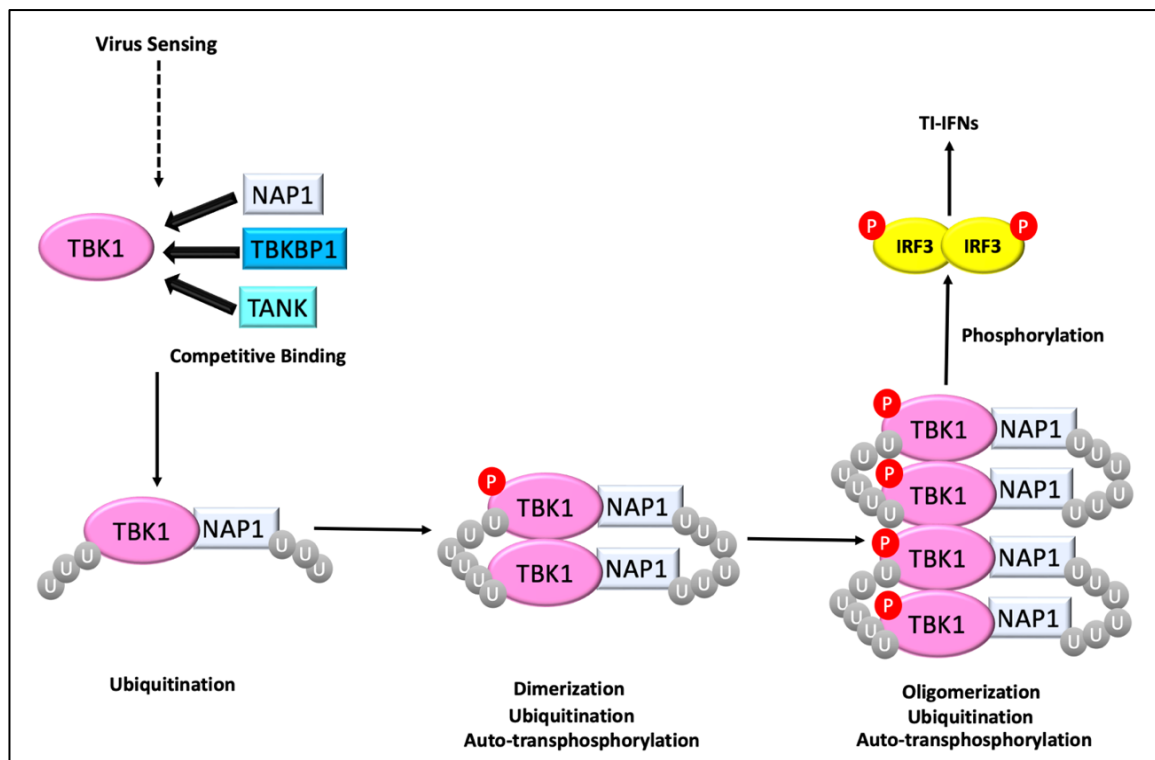 Virus Sensing
NAP1
TBK1
TBKBP1
TANK
Competitive Binding
TBK1 NAP1
U U U
U U U
Ubiquitination
P
TBK1 NAP1
U U U U U U U
TBK1 NAP1
U U U U U U
Dimerization
Ubiquitination
Auto-transphosphorylation
TI-IFNs
P P
IRF3 IRF3
Phosphorylation
P
TBK1 NAP1
U U U U U U
P
TBK1 NAP1
U U U U U U
P
TBK1 NAP1
U U U U U U
P
TBK1 NAP1
U U U U U U
Oligomerization
Ubiquitination
Auto-transphosphorylation